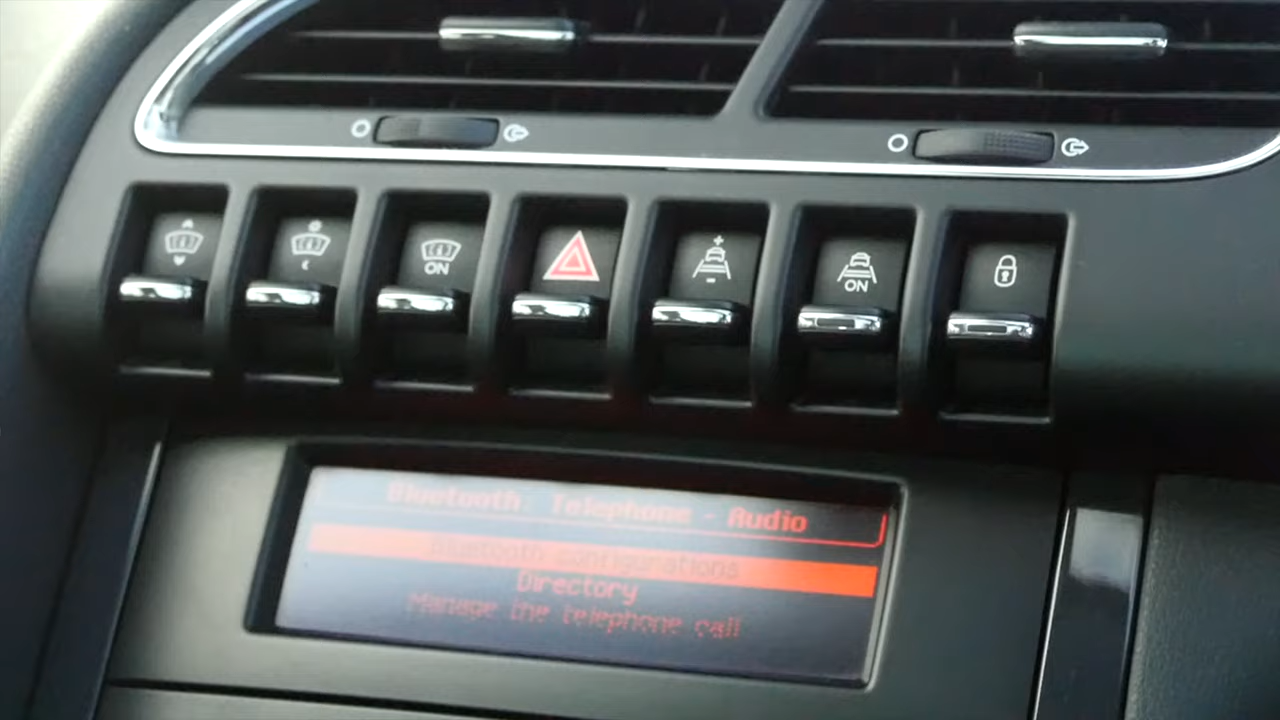 ON
ON
Bluetooth: Telephone - Audio
Bluetooth configurations
Directory
Manage the telephone call